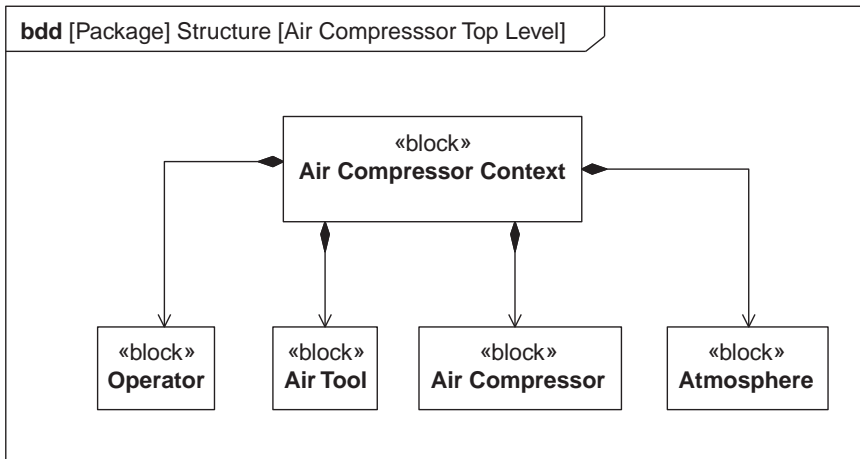 bdd [Package] Structure [Air Compresssor Top Level]
«block»
Air Compressor Context
«block»
Operator
«block»
Air Tool
«block»
Air Compressor
«block»
Atmosphere